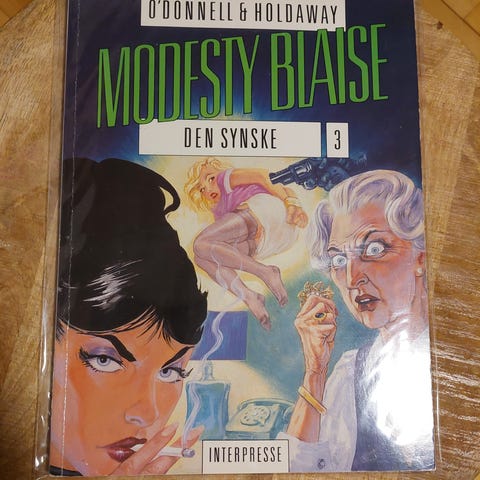 O'DONNELL & HOLDAWAY
MODESTY BLAISE
DEN SYNSKE 3
INTERPRESSE